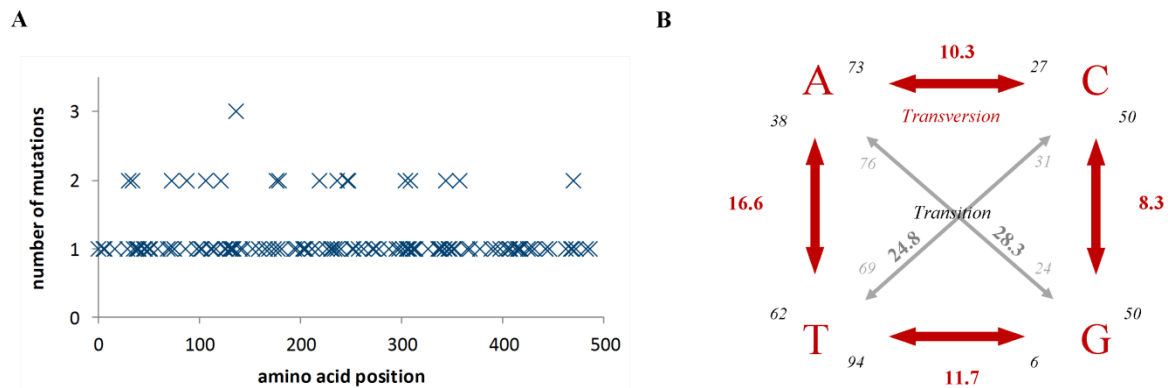 A
number of mutations
3
2
1
0
0 100 200 300 400 500
amino acid position
B
10.3
A 73 27 C
Transversion
38 50
76 31
16.6 Transition 8.3
24.8 28.3
69 24
62 50
T G
94 6
11.7